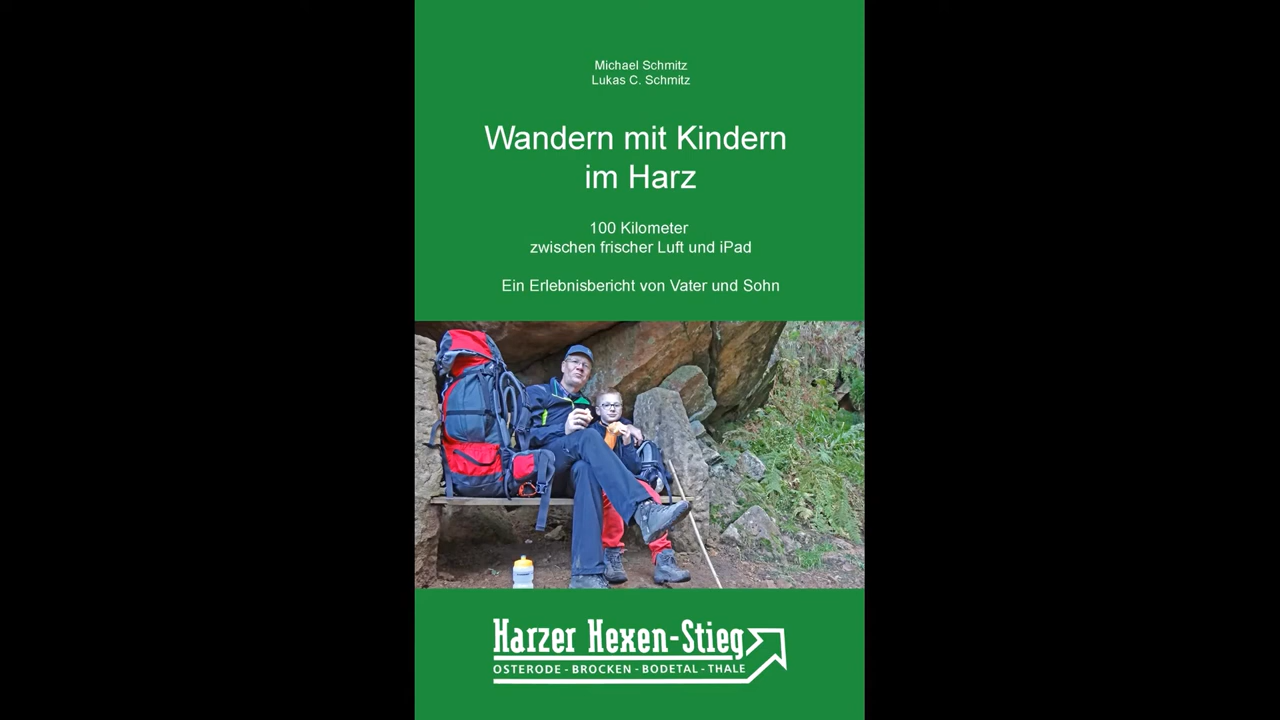 Michael Schmitz
Lukas C. Schmitz
Wandern mit Kindern
im Harz
100 Kilometer
zwischen frischer Luft und iPad
Ein Erlebnisbericht von Vater und Sohn
Harzer Hexen-Stieg
OSTERODE - BROCKEN - BODETAL - THALE